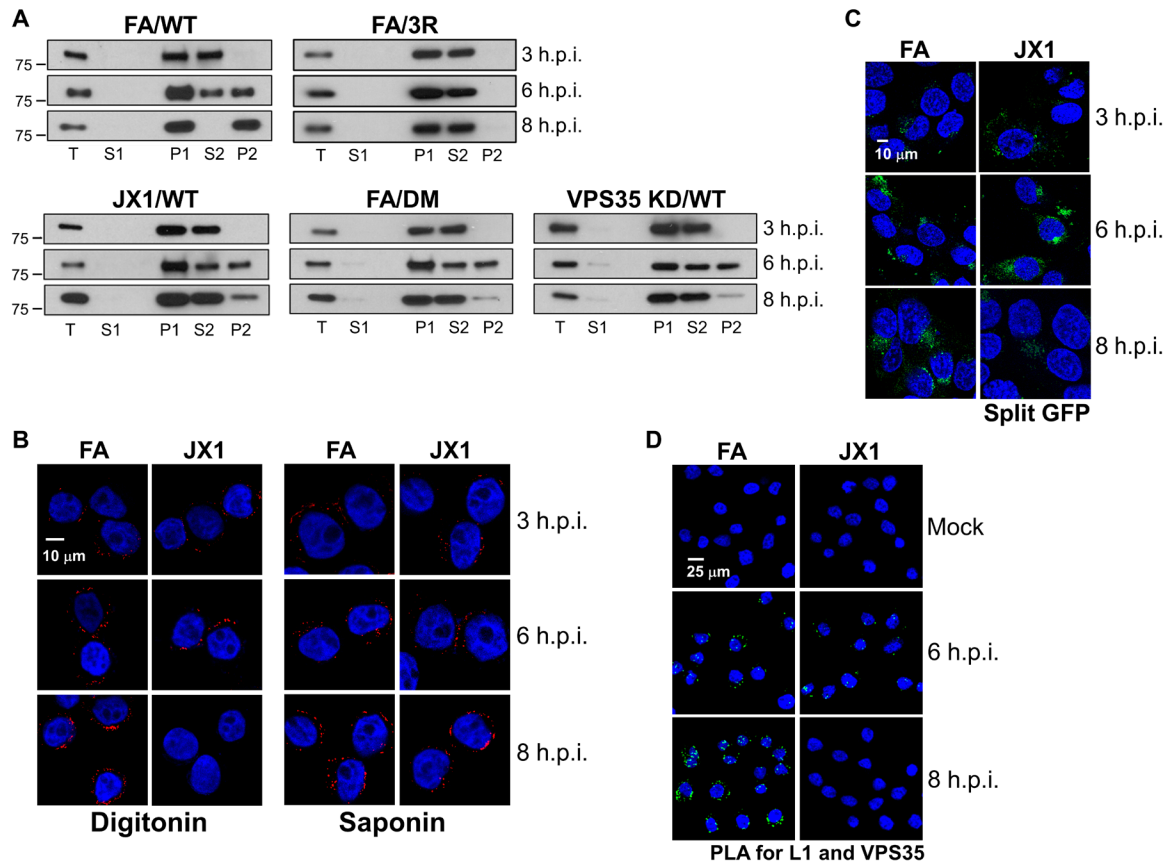 A
FA/WT
FA/3R
75
3 h.p.i.
75
6 h.p.i.
75
8 h.p.i.
T S1 P1 S2 P2
T S1 P1 S2 P2
JX1/WT
FA/DM
VPS35 KD/WT
75
3 h.p.i.
75
6 h.p.i.
75
8 h.p.i.
T S1 P1 S2 P2
T S1 P1 S2 P2
T S1 P1 S2 P2
B
FA JX1 FA JX1
10 μm
3 h.p.i.
6 h.p.i.
8 h.p.i.
Digitonin
Saponin
C
FA JX1
10 μm
3 h.p.i.
6 h.p.i.
8 h.p.i.
Split GFP
D
FA JX1
25 μm
Mock
6 h.p.i.
8 h.p.i.
PLA for L1 and VPS35